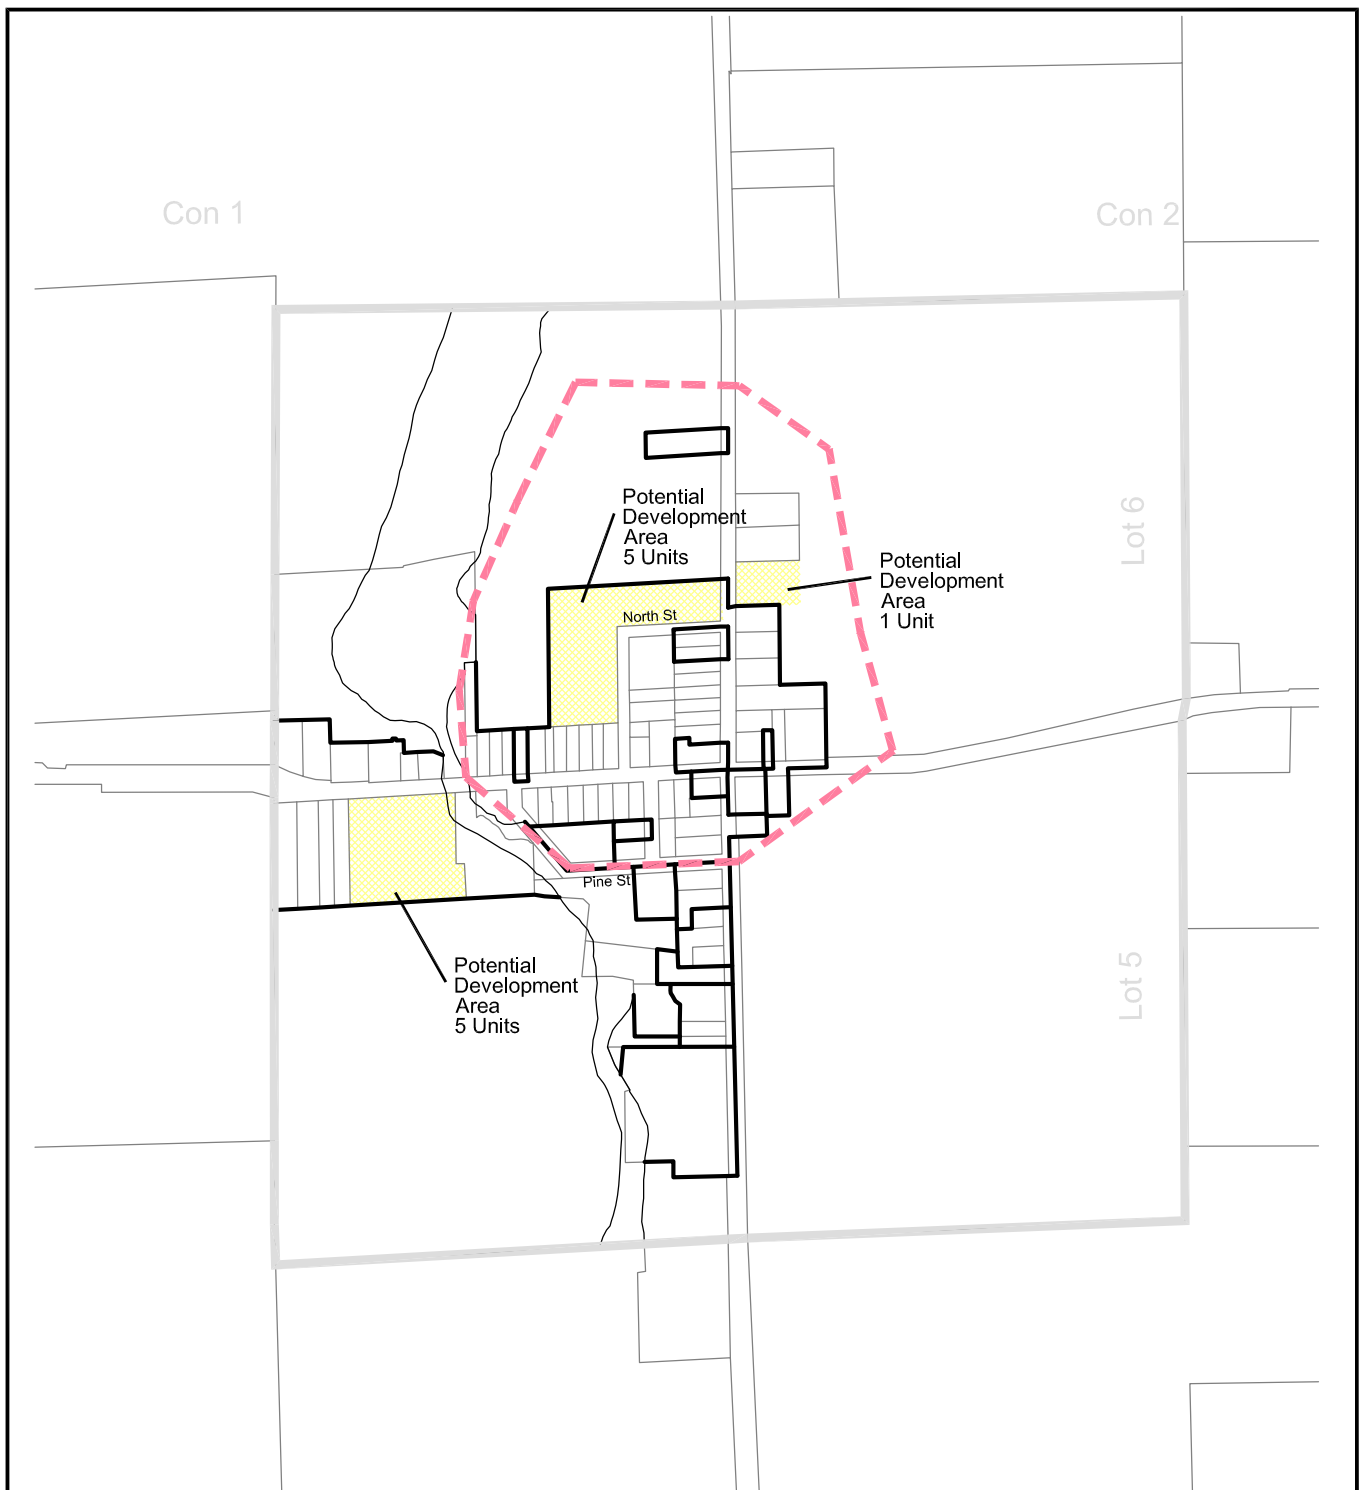 Con 1
Con 2
Potential
Development
Area
5 Units
Lot 6
Potential
Development
Area
1 Unit
North St
Pine St
Potential
Development
Area
5 Units
Lot 5